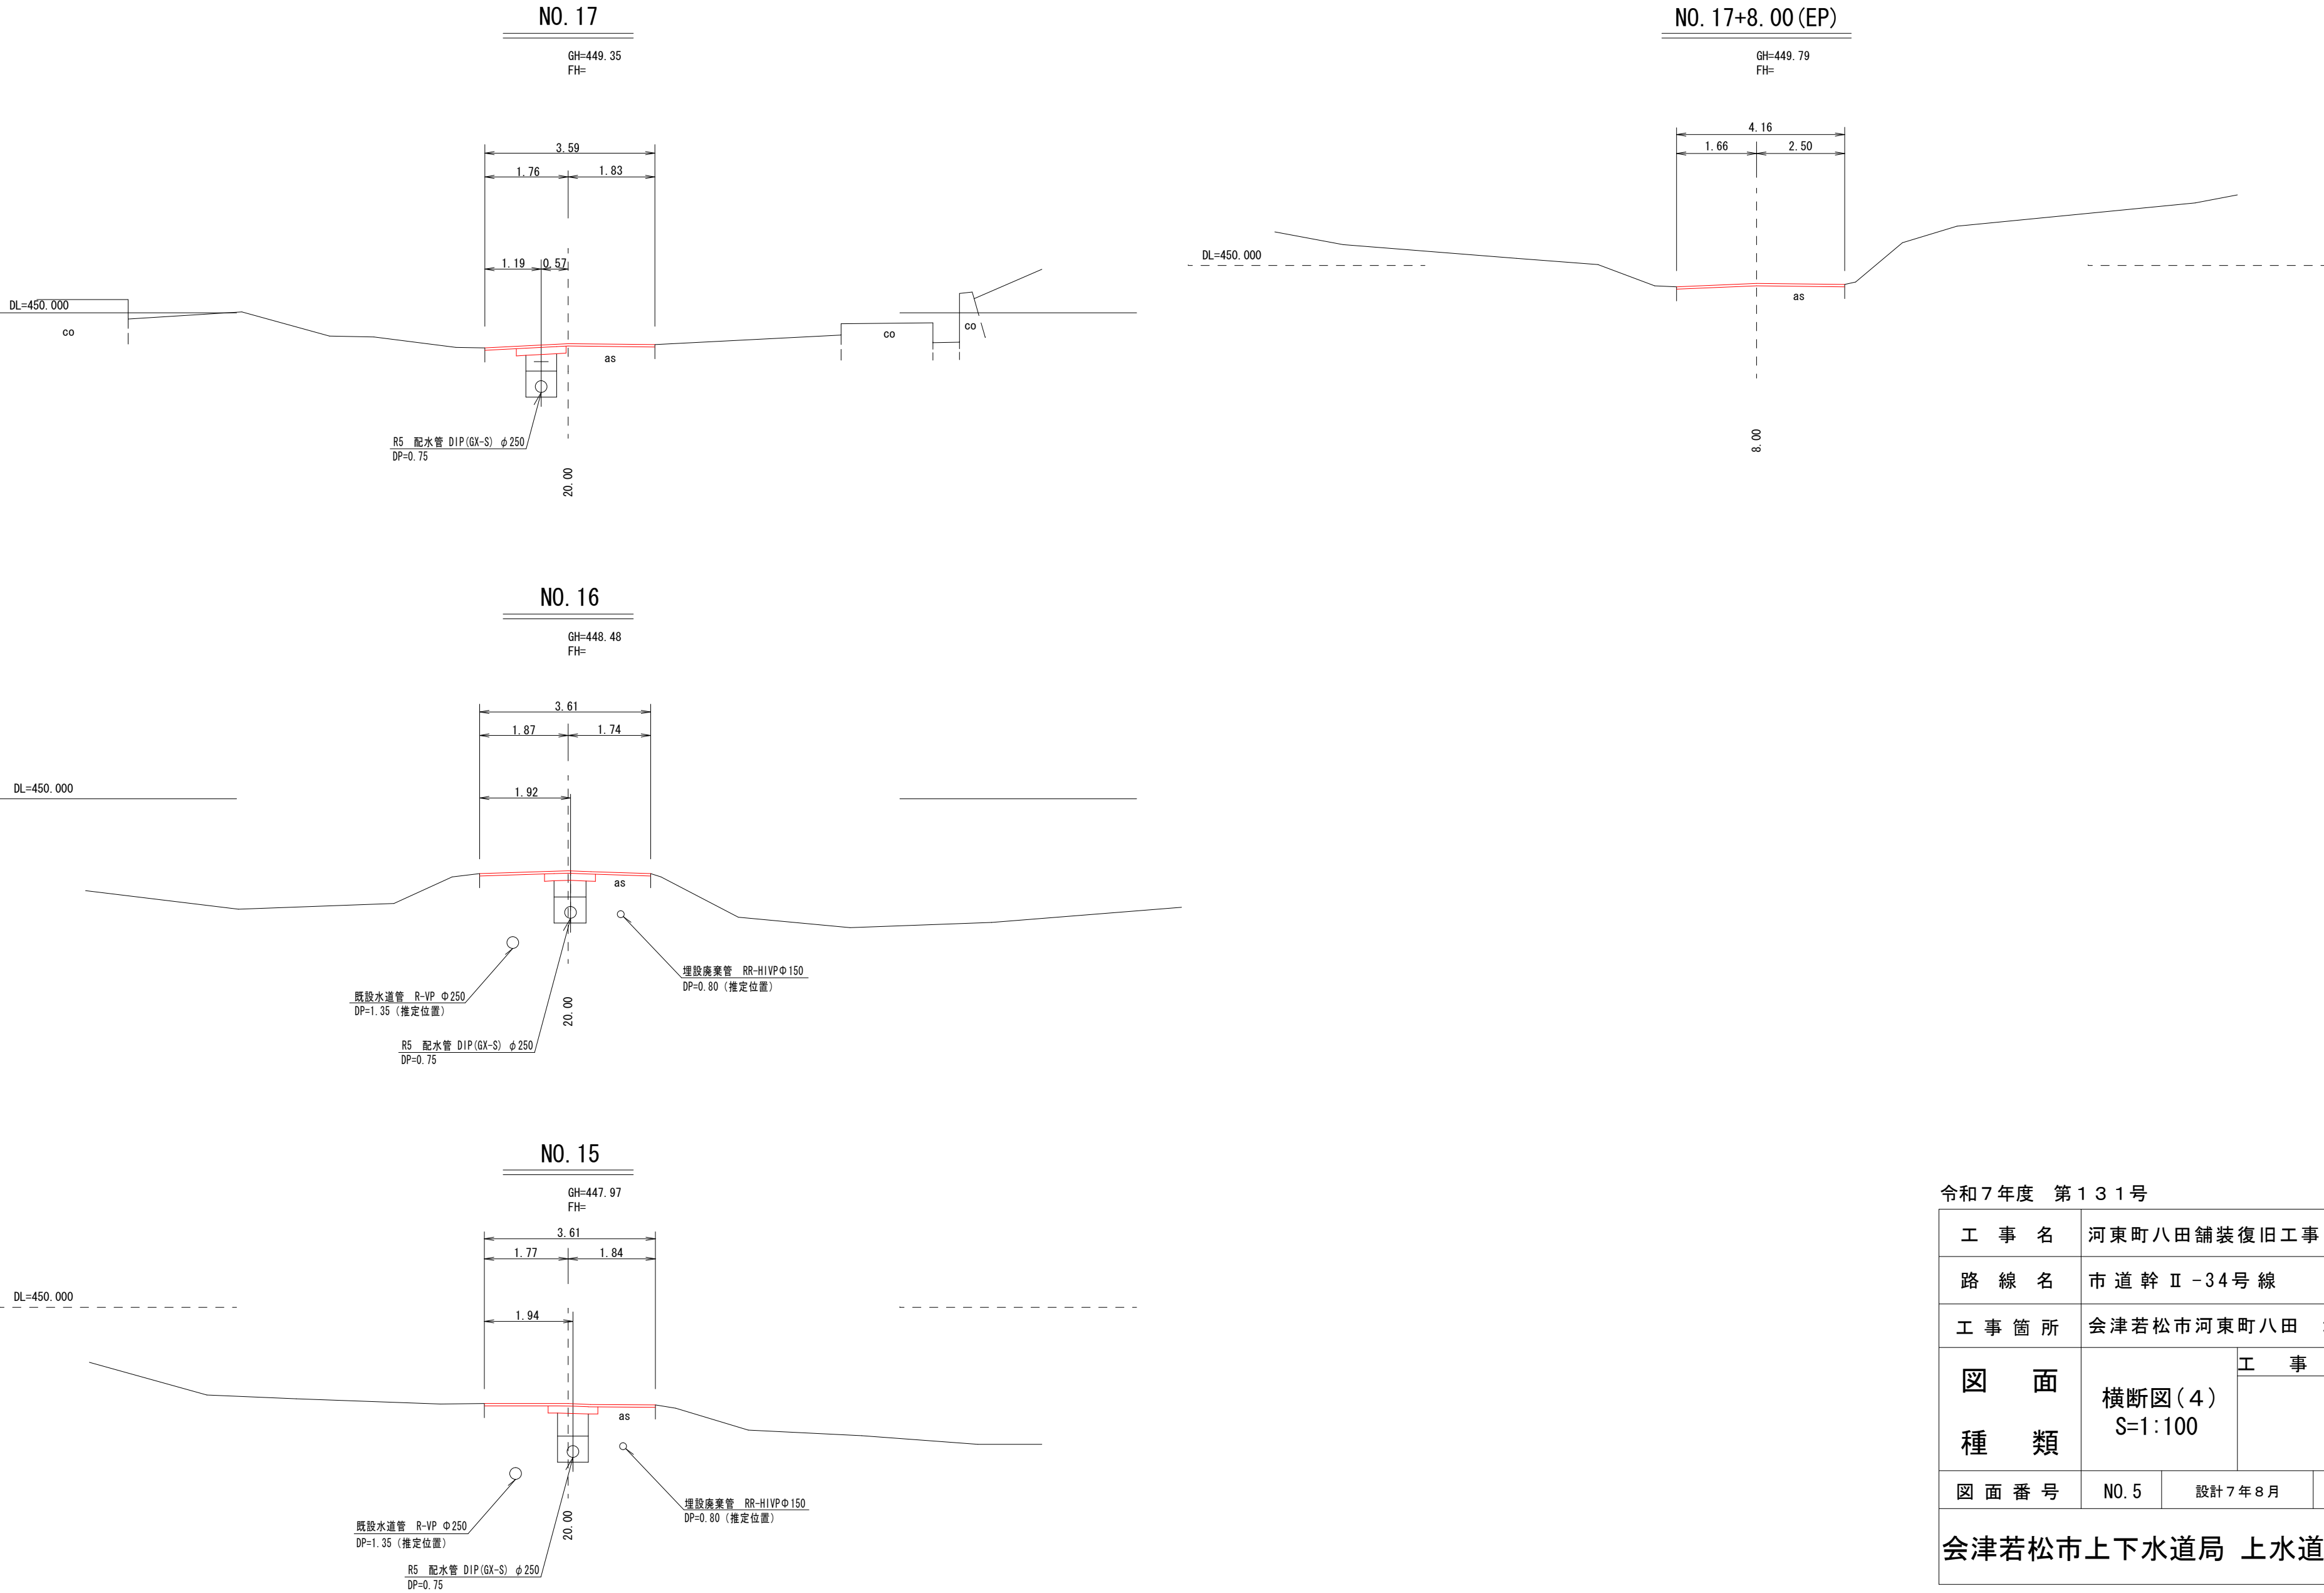 NO.17
GH=449.35
FH=
3.59
1.76
1.83
1.19
0.57
DL=450.000
co
as
co
co
R5 配水管 DIP(GX-S) φ250
DP=0.75
20.00
NO.17+8.00(EP)
GH=449.79
FH=
4.16
1.66
2.50
DL=450.000
as
8.00
NO.16
GH=448.48
FH=
3.61
1.87
1.74
DL=450.000
1.92
as
埋設廃棄管 RR-HIVPΦ150
DP=0.80（推定位置）
既設水道管 R-VP Φ250
DP=1.35（推定位置）
20.00
R5 配水管 DIP(GX-S) φ250
DP=0.75
NO.15
GH=447.97
FH=
3.61
1.77
1.84
DL=450.000
1.94
as
埋設廃棄管 RR-HIVPΦ150
DP=0.80（推定位置）
既設水道管 R-VP Φ250
DP=1.35（推定位置）
20.00
R5 配水管 DIP(GX-S) φ250
DP=0.75
令和７年度 第１３１号
工事名 河東町八田舗装復旧工事
路線名 市道幹Ⅱ-34号線
工事箇所 会津若松市河東町八田
図面
種類
横断図(４)
S=1:100
工事
図面番号 NO.5 設計７年８月
会津若松市上下水道局 上水道